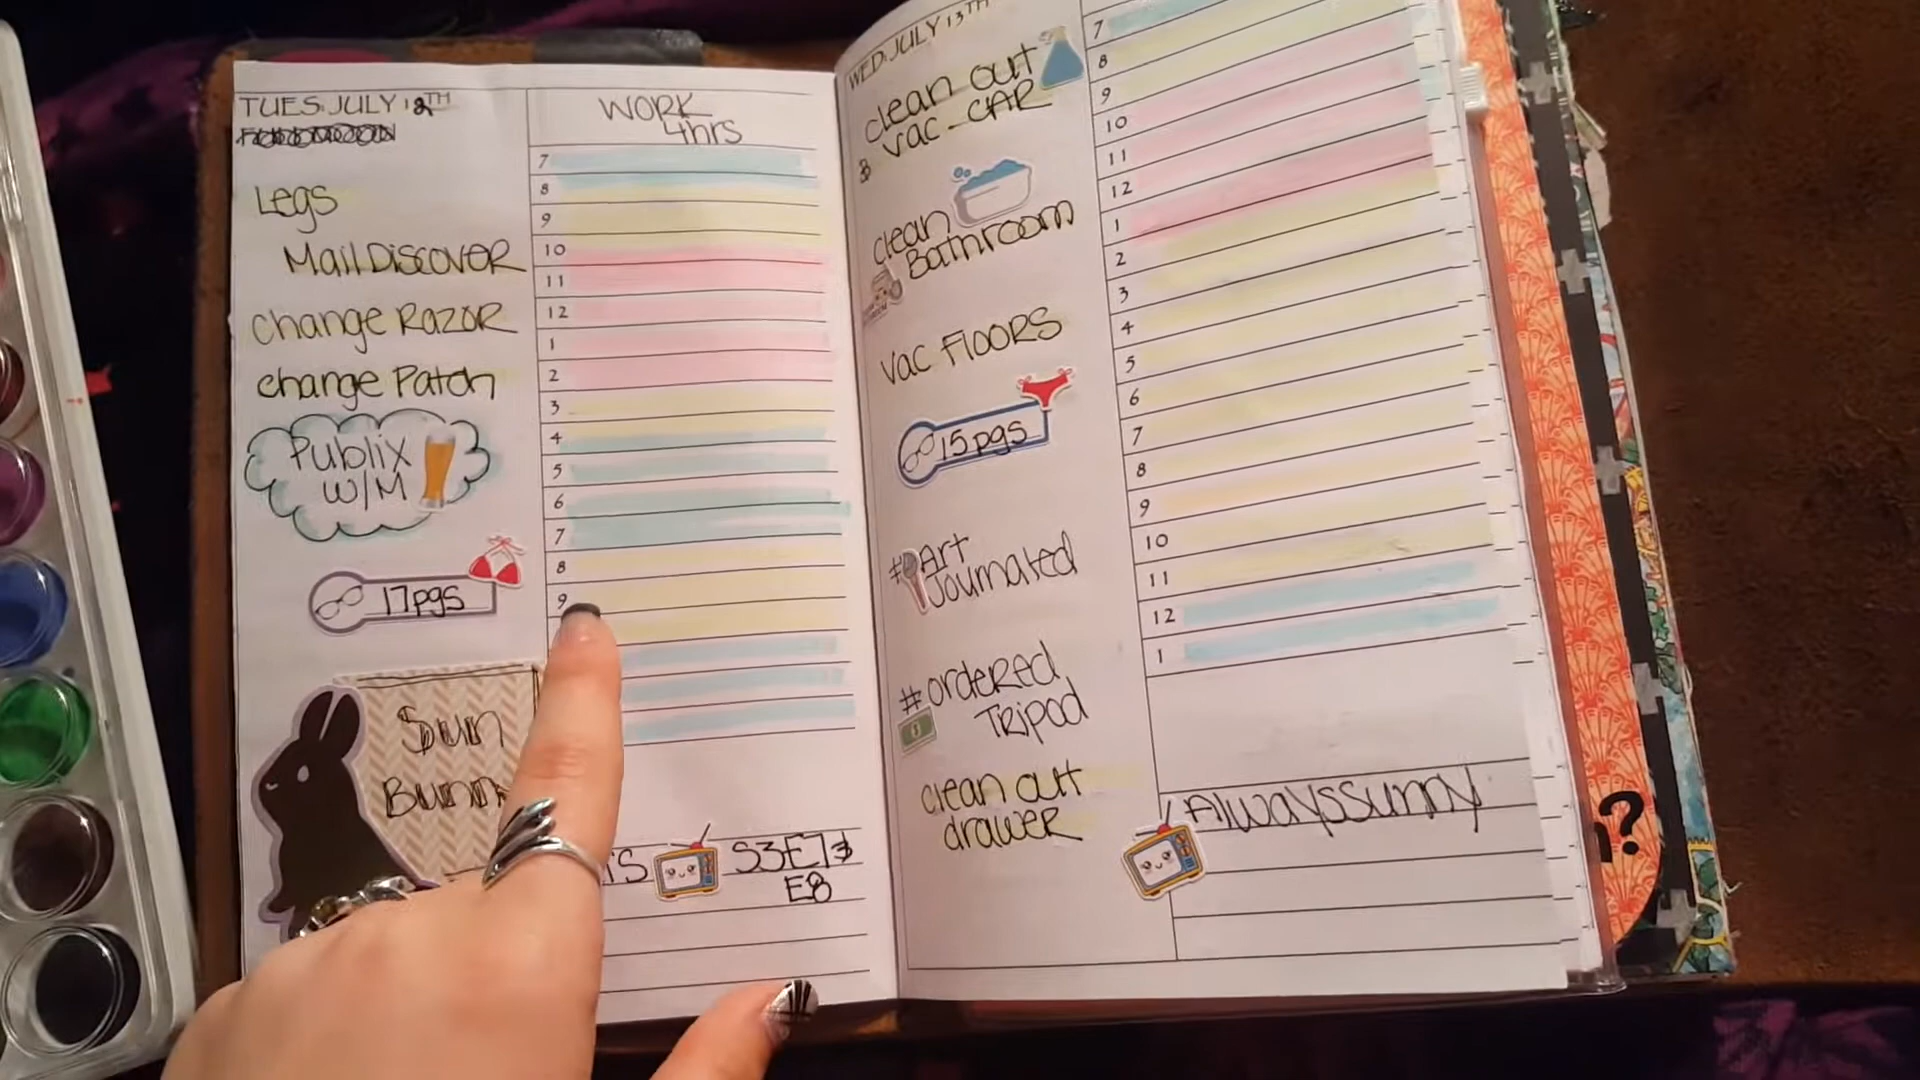 TUES. JULY 12TH
WORK
4hrs
Legs
Mail Discover
Change Razor
Change Patch
Publix
W/M
17pgs
Sun
7
8
9
10
11
12
1
2
3
4
5
6
7
8
9
S3E7
E8
WED. JULY 13TH
clean out
vac CAR
clean
Bathroom
vac Floors
15pgs
#Art
Journaled
#ordered
Tripod
clean out
drawer
7
8
9
10
11
12
1
2
3
4
5
6
7
8
9
10
11
12
1
Always Sunny
?